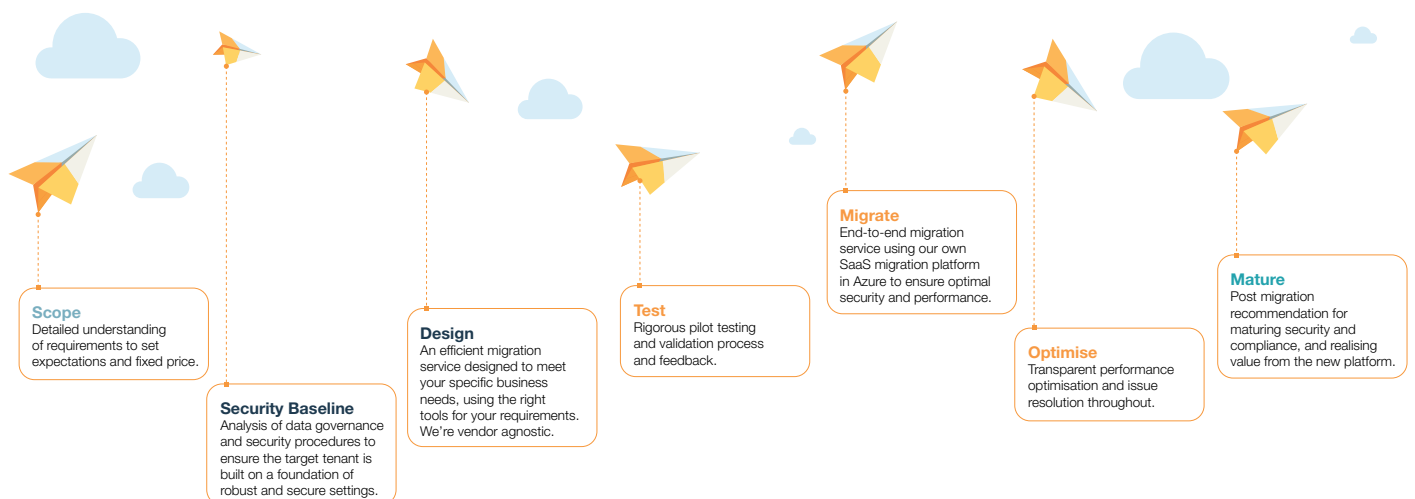 Scope
Detailed understanding
of requirements to set
expectations and fixed price.
Security Baseline
Analysis of data governance
and security procedures to
ensure the target tenant is
built on a foundation of
robust and secure settings.
Design
An efficient migration
service designed to meet
your specific business
needs, using the right
tools for your requirements.
We're vendor agnostic.
Test
Rigorous pilot testing
and validation process
and feedback.
Migrate
End-to-end migration
service using our own
SaaS migration platform
in Azure to ensure optimal
security and performance.
Optimise
Transparent performance
optimisation and issue
resolution throughout.
Mature
Post migration
recommendation for
maturing security and
compliance, and realising
value from the new platform.